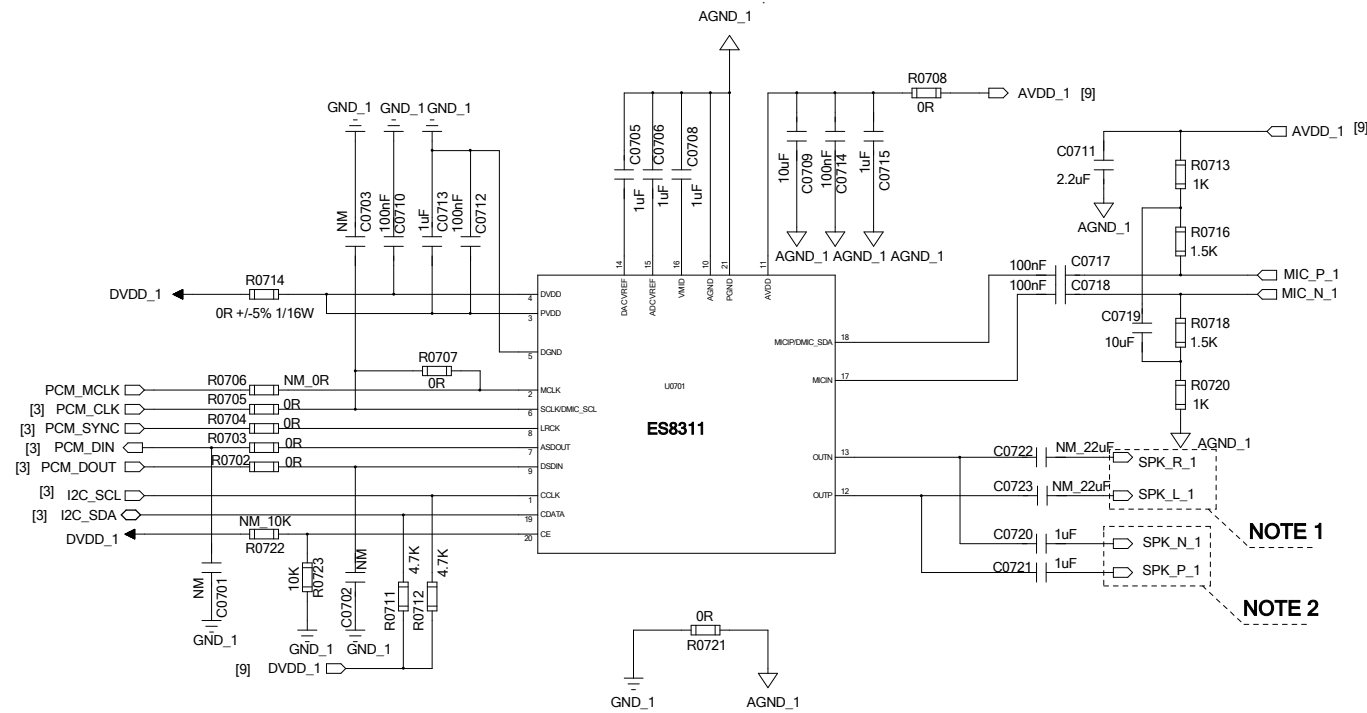 AGND_1
R0708
0R
AVDD_1 [9]
GND_1 GND_1 GND_1
AVDD_1 [9]
C0705
1uF
C0706
1uF
C0708
1uF
10uF
C0709
100nF
C0714
1uF
C0715
C0711
2.2uF
AGND_1
R0713
1K
NM
C0703
100nF
C0710
1uF
C0713
100nF
C0712
R0716
1.5K
AGND_1 AGND_1 AGND_1
100nF C0717
100nF C0718
MIC_P_1
MIC_N_1
14
15
16
10
21
11
DACVREF
ADCVREF
VMID
AGND
PGND
AVDD
DVDD_1
R0714
0R +/-5% 1/16W
4 DVDD
3 PVDD
5 DGND
C0719
10uF
R0718
1.5K
MICIP/DMIC_SDA 18
MICIN 17
R0707
0R
U0701
ES8311
R0720
1K
AGND_1
PCM_MCLK R0706 NM_0R 2 MCLK
[3] PCM_CLK R0705 0R 6 SCLK/DMIC_SCL
[3] PCM_SYNC R0704 0R 8 LRCK
[3] PCM_DIN R0703 0R 7 ASDOUT
[3] PCM_DOUT R0702 0R 9 DSDIN
[3] I2C_SCL 1 CCLK
[3] I2C_SDA 19 CDATA
DVDD_1 NM_10K R0722 20 CE
OUTN 13
OUTP 12
C0722 NM_22uF SPK_R_1
C0723 NM_22uF SPK_L_1
NOTE 1
C0720 1uF SPK_N_1
C0721 1uF SPK_P_1
NOTE 2
NM
C0701
GND_1
10K
R0723
GND_1
NM
C0702
GND_1
4.7K
R0711
4.7K
R0712
[9] DVDD_1
0R
R0721
GND_1
AGND_1